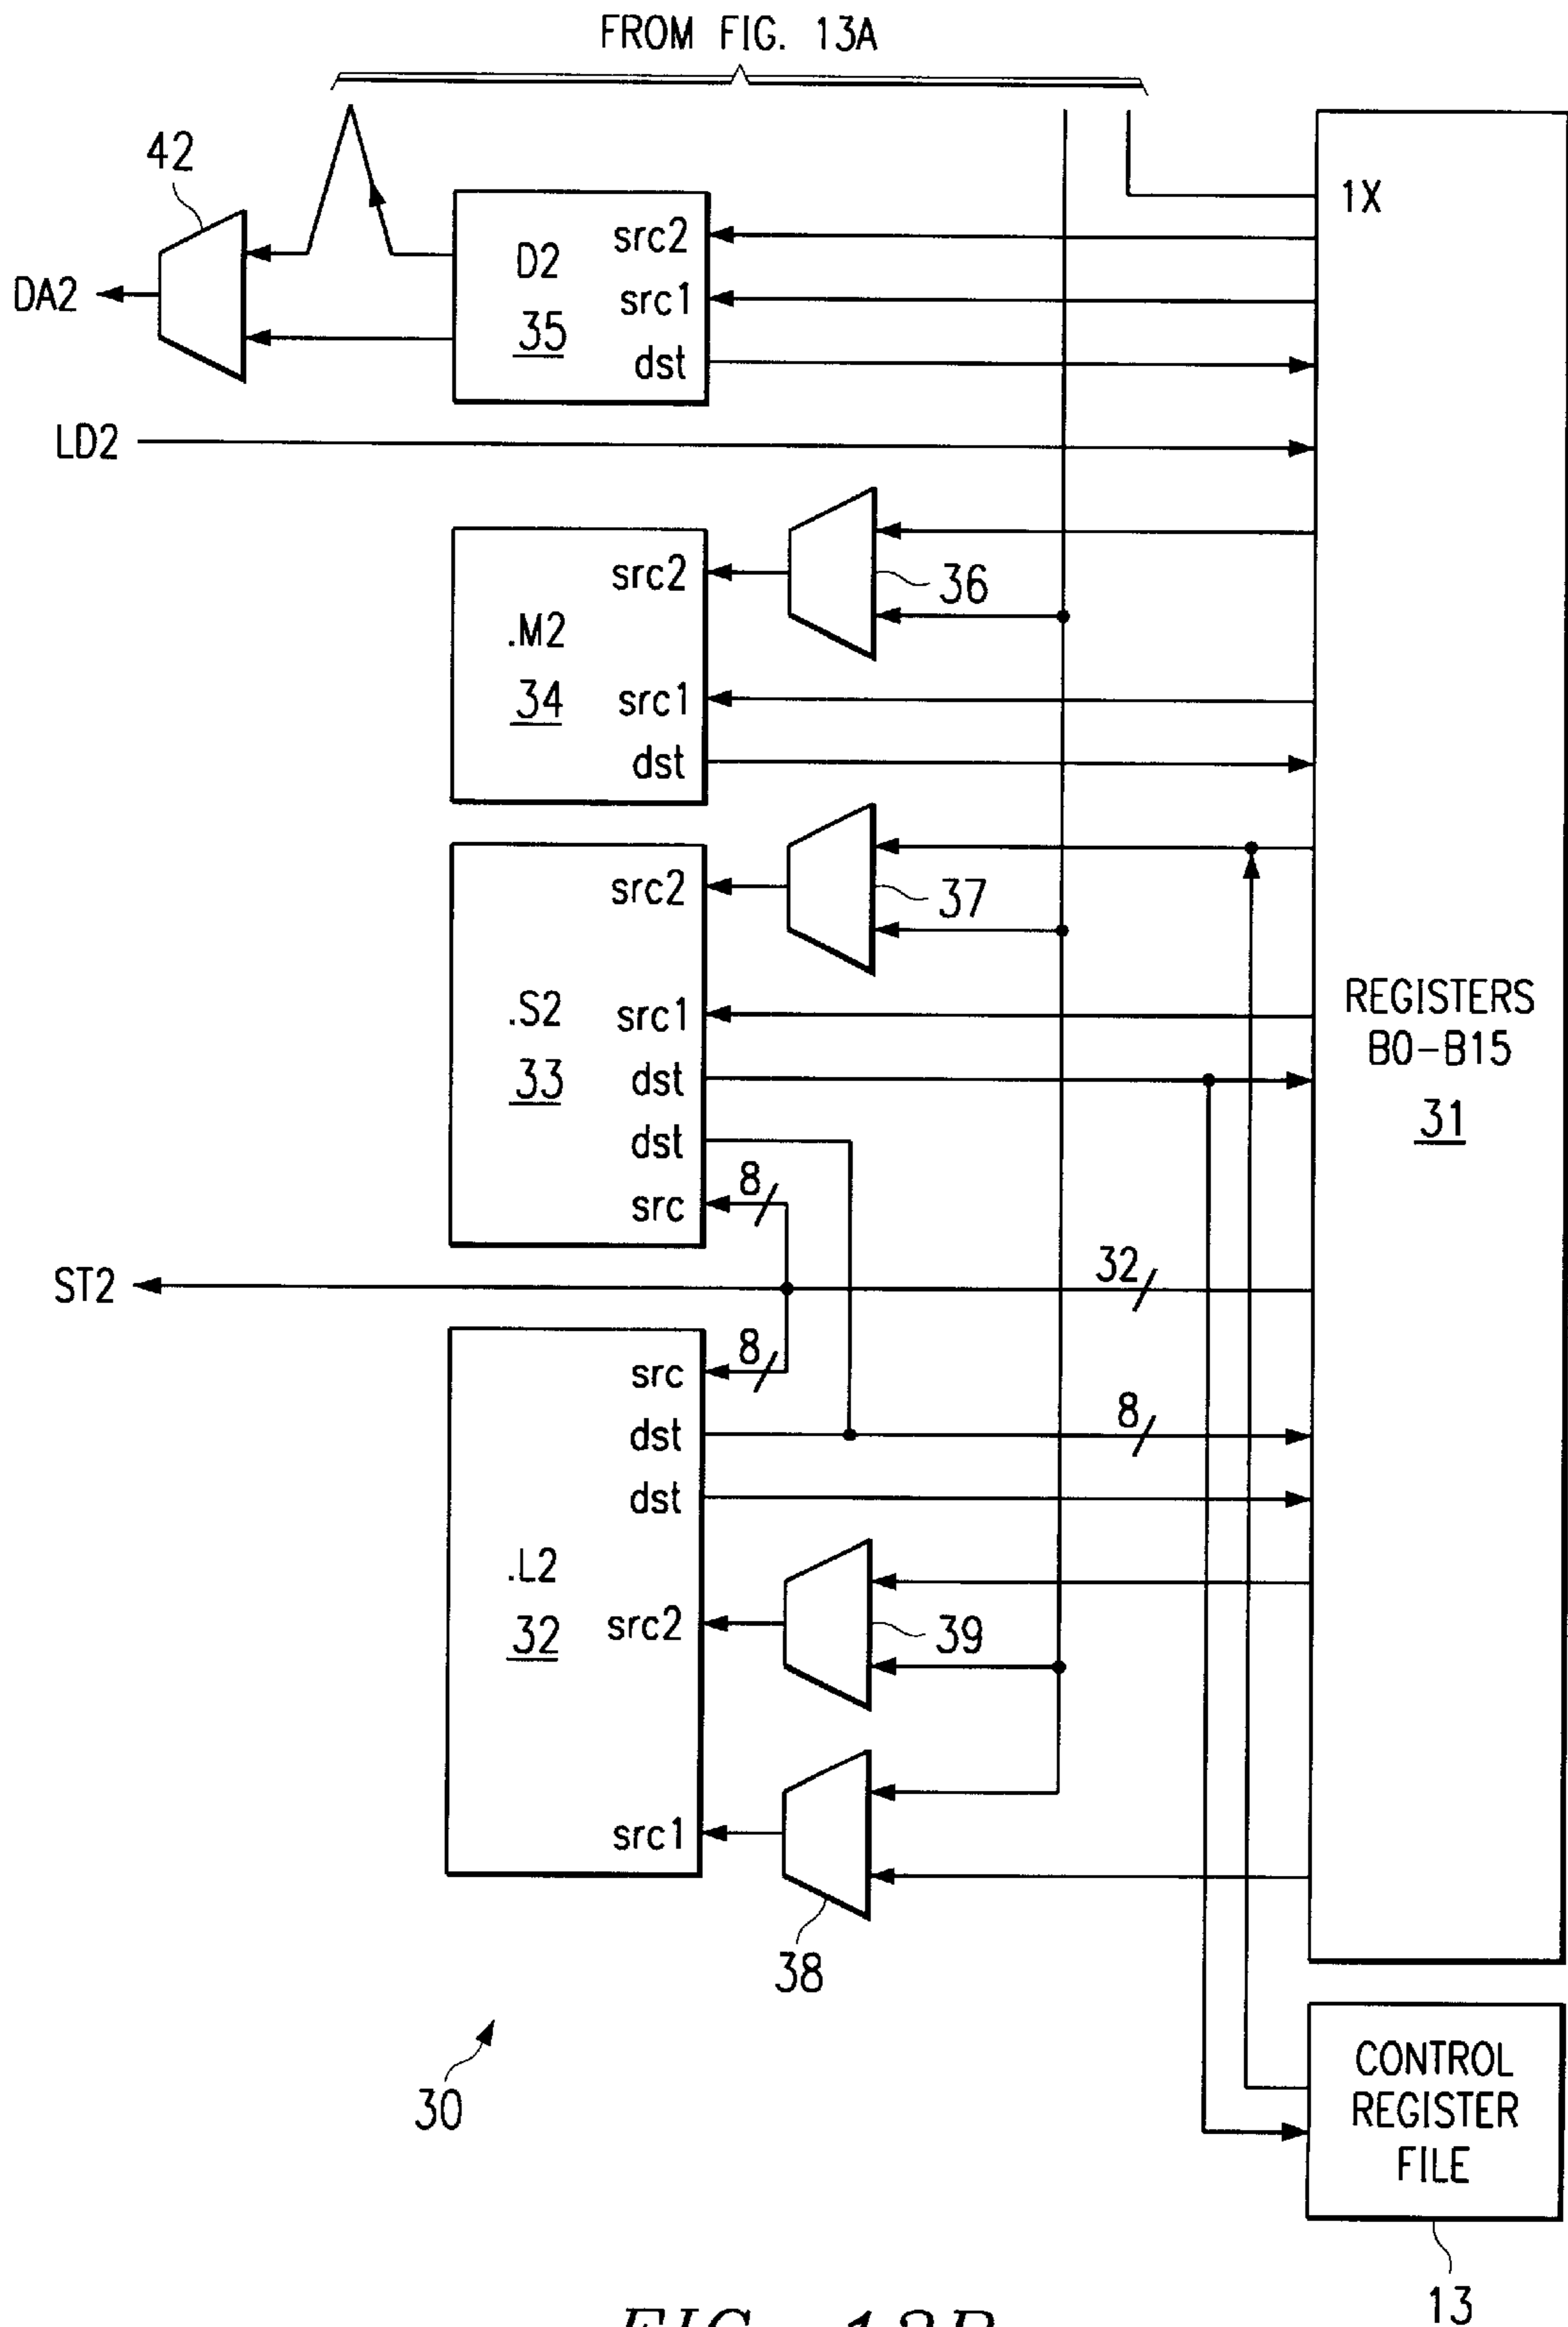 FROM FIG. 13A
42
1X
D2
35
src2
src1
dst
DA2
LD2
36
.M2
34
src2
src1
dst
37
.S2
33
src2
src1
dst
dst
src
8
REGISTERS
B0-B15
31
ST2
32
8
8
.L2
32
src
dst
dst
src2
src1
39
38
30
CONTROL
REGISTER
FILE
13